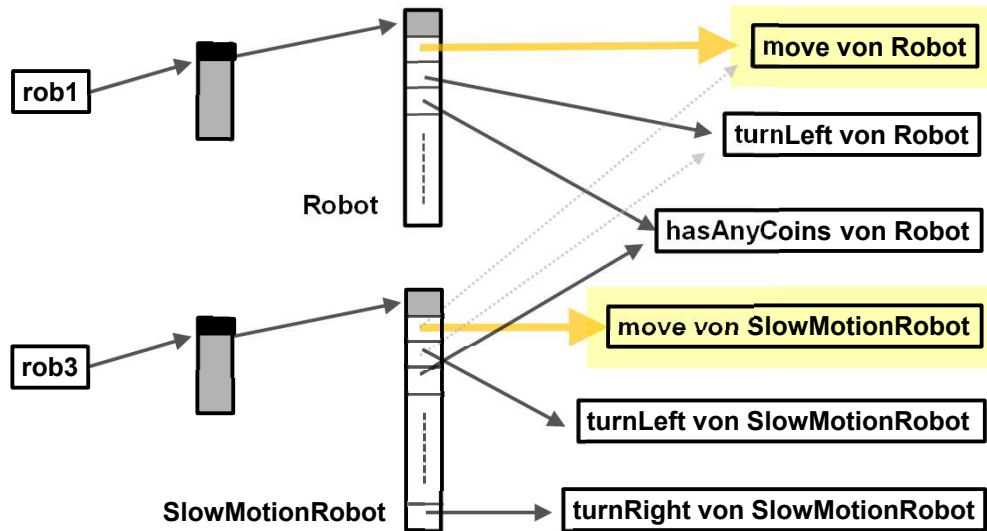 move von Robot
rob1
turnLeft von Robot
Robot
hasAnyCoins von Robot
move von SlowMotionRobot
rob3
turnLeft von SlowMotionRobot
SlowMotionRobot
turnRight von SlowMotionRobot